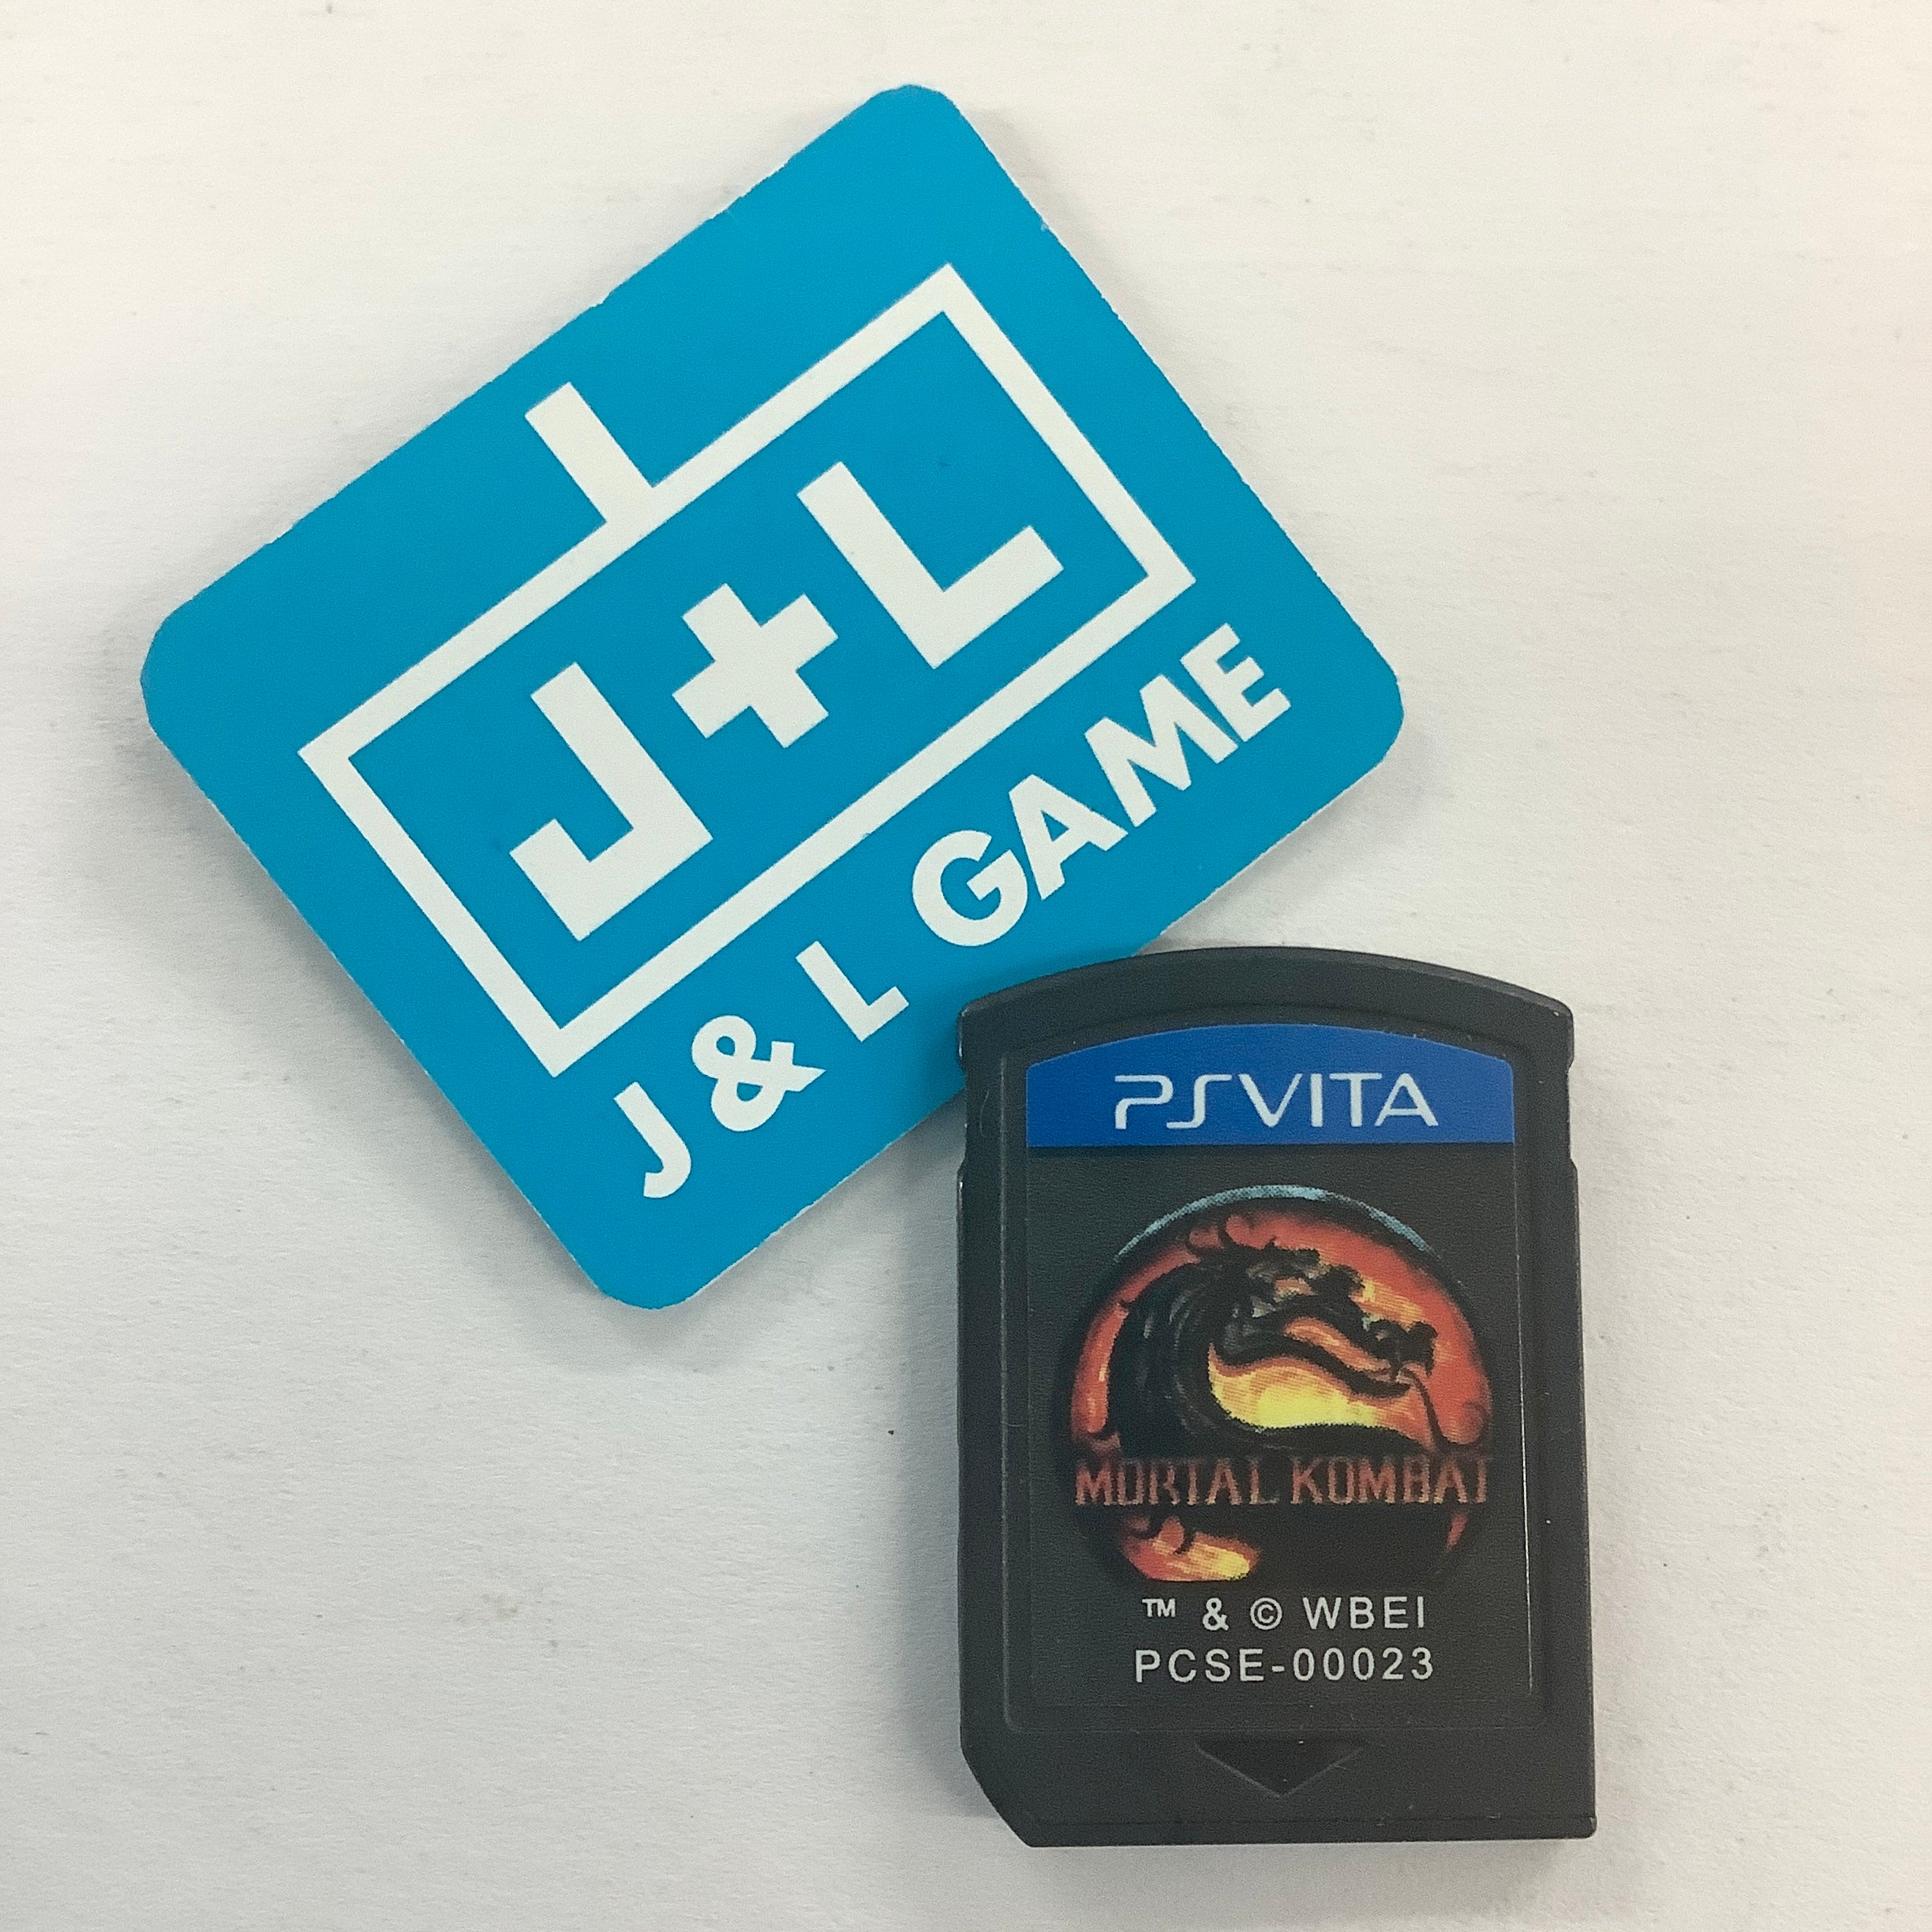 J+L
J & L GAME
PSVITA
MORTAL KOMBAT
™ & © WBEI
PCSE-00023